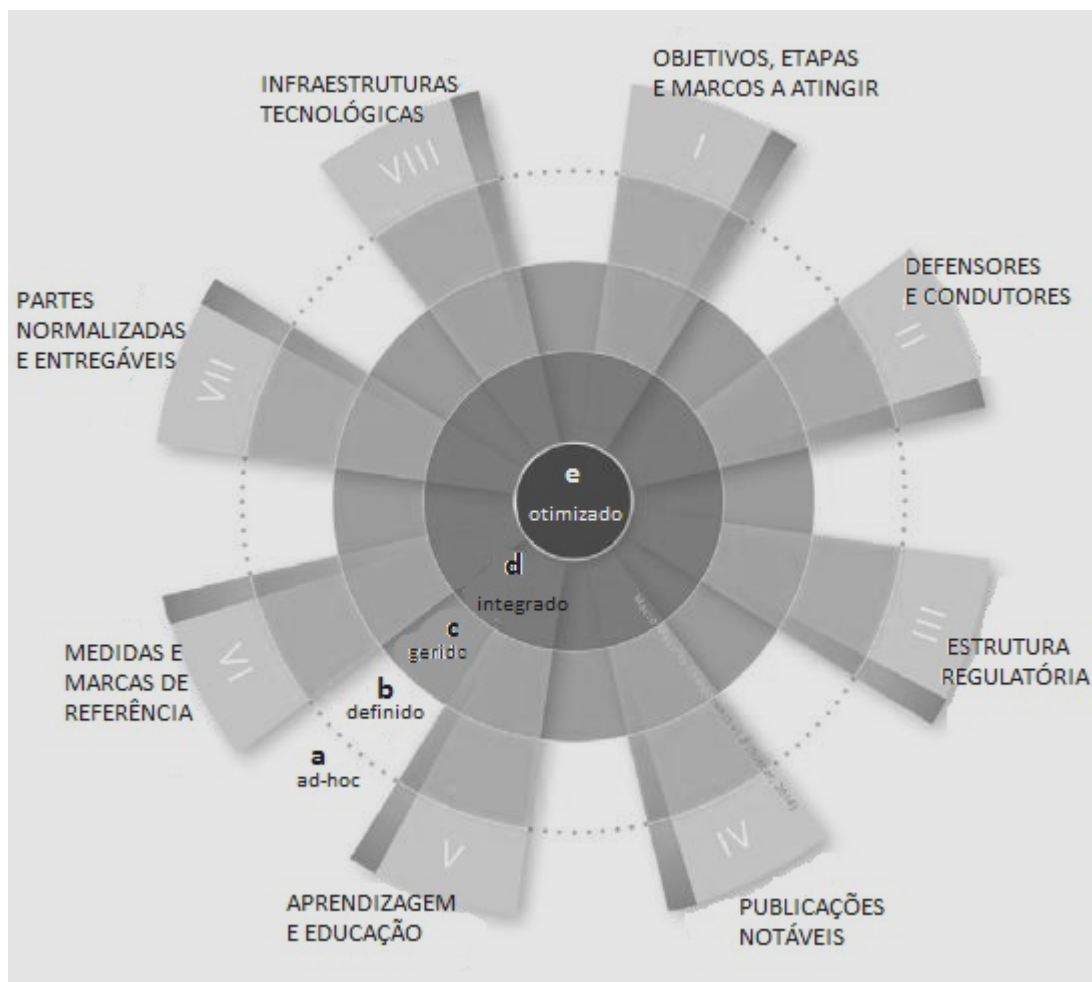 OBJETIVOS, ETAPAS
E MARCOS A ATINGIR
I
DEFENSORES
E CONDUTORES
II
ESTRUTURA
REGULATÓRIA
III
PUBLICAÇÕES
NOTÁVEIS
IV
APRENDIZAGEM
E EDUCAÇÃO
V
MEDIDAS E
MARCAS DE
REFERÊNCIA
VI
PARTES
NORMALIZADAS
E ENTREGÁVEIS
VII
INFRAESTRUTURAS
TECNOLÓGICAS
VIII
e
otimizado
d
integrado
c
gerido
b
definido
a
ad-hoc